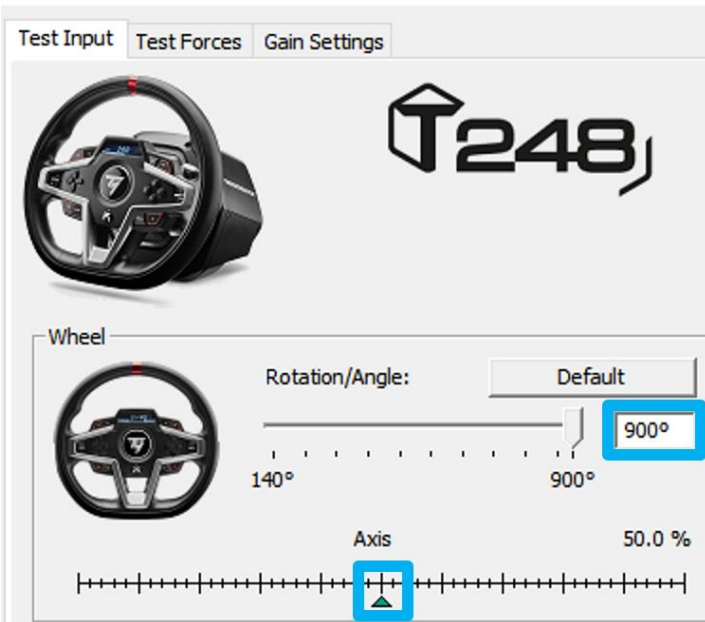 Test Input Test Forces Gain Settings
T248
Wheel
Rotation/Angle: Default
900°
140° 900°
Axis 50.0 %